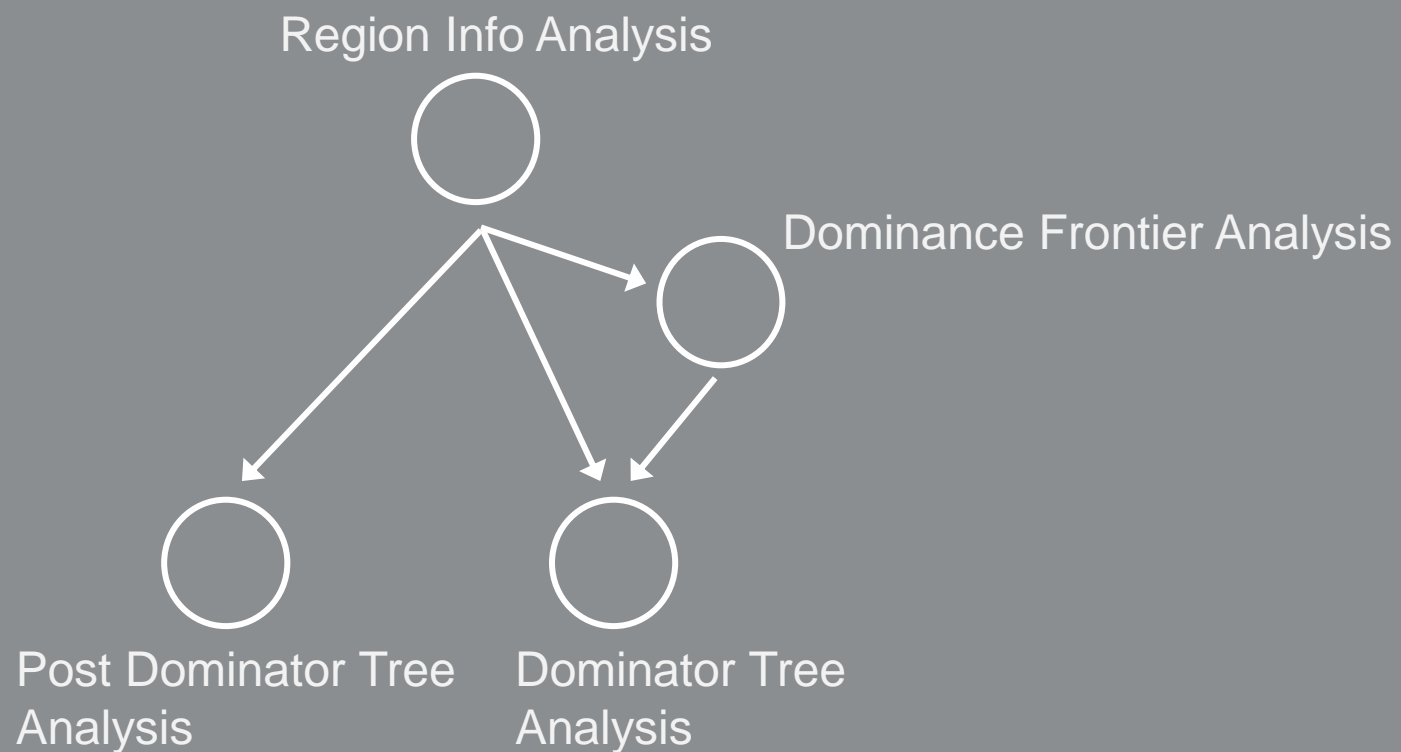 Region Info Analysis
Dominance Frontier Analysis
Post Dominator Tree
Analysis
Dominator Tree
Analysis